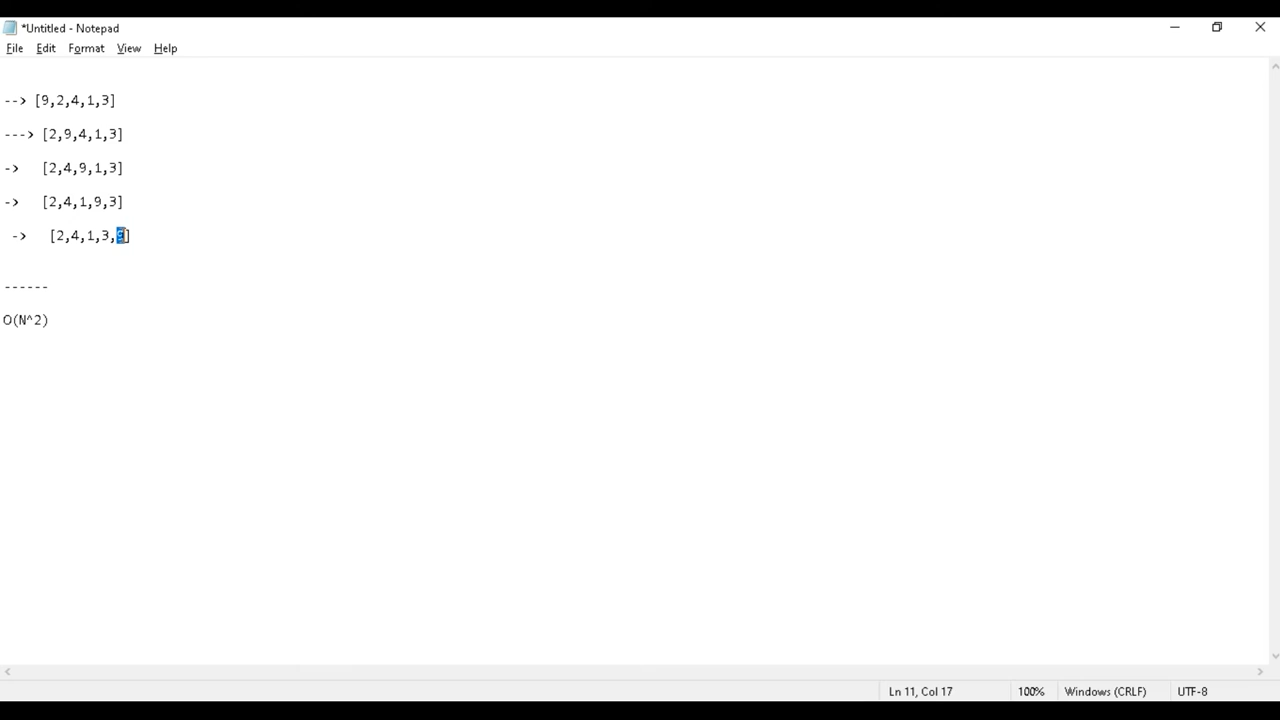 *Untitled - Notepad
File Edit Format View Help
--> [9,2,4,1,3]
---> [2,9,4,1,3]
->   [2,4,9,1,3]
->   [2,4,1,9,3]
->   [2,4,1,3,9]
------
O(N^2)
Ln 11, Col 17 100% Windows (CRLF) UTF-8